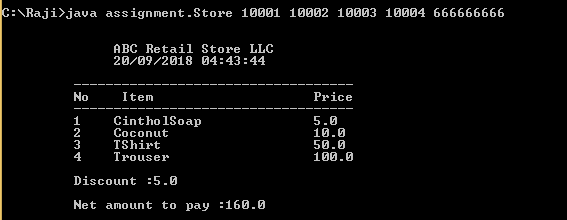 C:\Raji>java assignment.Store 10001 10002 10003 10004 666666666
ABC Retail Store LLC
20/09/2018 04:43:44
-----------------------------------
No Item Price
-----------------------------------
1 CintholSoap 5.0
2 Coconut 10.0
3 TShirt 50.0
4 Trouser 100.0
Discount :5.0
Net amount to pay :160.0